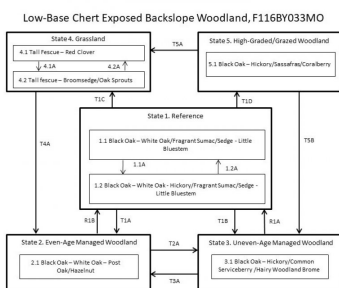 Low-Base Chert Exposed Backslope Woodland, F116BY033MO
State 4. Grassland
4.1 Tall Fescue - Red Clover
4.1A
4.2A
4.2 Tall fescue - Broomsedge/Oak Sprouts
T5A
State 5. High-Graded/Grazed Woodland
5.1 Black Oak – Hickory/Sassafras/Coralberry
T1C
T1D
State 1. Reference
1.1 Black Oak – White Oak/Fragrant Sumac/Sedge - Little
Bluestem
1.1A
1.2A
1.2 Black Oak – White Oak - Hickory/Fragrant Sumac/Sedge -
Little Bluestem
T4A
T5B
R1B
T1A
T1B
R1A
State 2. Even-Age Managed Woodland
2.1 Black Oak – White Oak – Post
Oak/Hazelnut
T2A
T3A
State 3. Uneven-Age Managed Woodland
3.1 Black Oak – Hickory/Common
Serviceberry /Hairy Woodland Brome